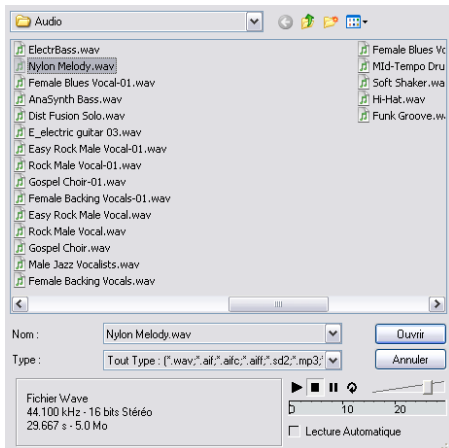 Audio
ElectrBass.wav
Nylon Melody.wav
Female Blues Vocal-01.wav
AnaSynth Bass.wav
Dist Fusion Solo.wav
E_electric guitar 03.wav
Easy Rock Male Vocal-01.wav
Rock Male Vocal-01.wav
Gospel Choir-01.wav
Female Backing Vocals-01.wav
Easy Rock Male Vocal.wav
Rock Male Vocal.wav
Gospel Choir.wav
Male Jazz Vocalists.wav
Female Backing Vocals.wav
Female Blues Vo
MId-Tempo Dru
Soft Shaker.wa
Hi-Hat.wav
Funk Groove.w
Nom :
Nylon Melody.wav
Ouvrir
Type :
Tout Type : (*.wav;*.aif;*.aifc;*.aiff;*.sd2;*.mp3;
Annuler
Fichier Wave
44.100 kHz - 16 bits Stéréo
29.667 s - 5.0 Mo
0 10 20
Lecture Automatique